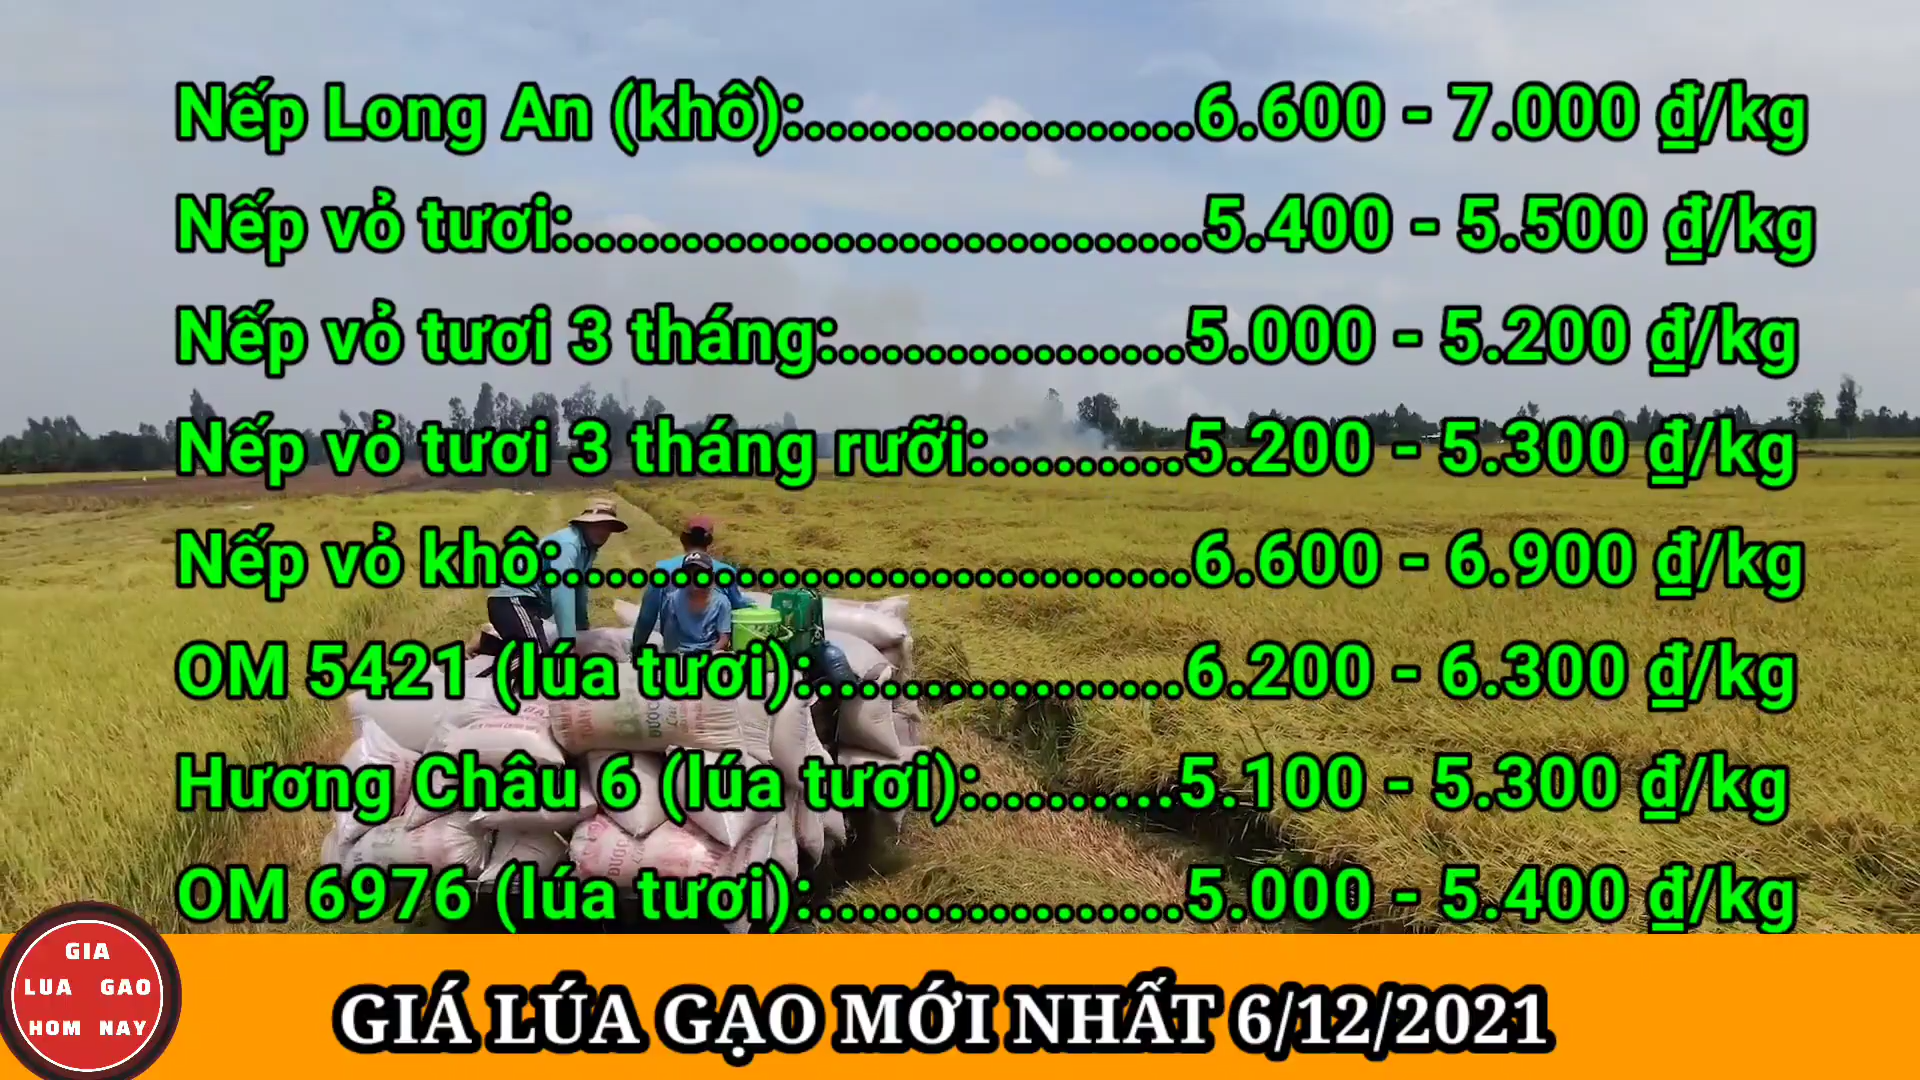 Nếp Long An (khô):...................6.600 - 7.000 ₫/kg
Nếp vỏ tươi:...............................5.400 - 5.500 ₫/kg
Nếp vỏ tươi 3 tháng:.................5.000 - 5.200 ₫/kg
Nếp vỏ tươi 3 tháng rưỡi:..........5.200 - 5.300 ₫/kg
Nếp vỏ khô:...............................6.600 - 6.900 ₫/kg
OM 5421 (lúa tươi):..................6.200 - 6.300 ₫/kg
Hương Châu 6 (lúa tươi):..........5.100 - 5.300 ₫/kg
OM 6976 (lúa tươi):..................5.000 - 5.400 ₫/kg
GIA
LUA GAO
HOM NAY
GIÁ LÚA GẠO MỚI NHẤT 6/12/2021